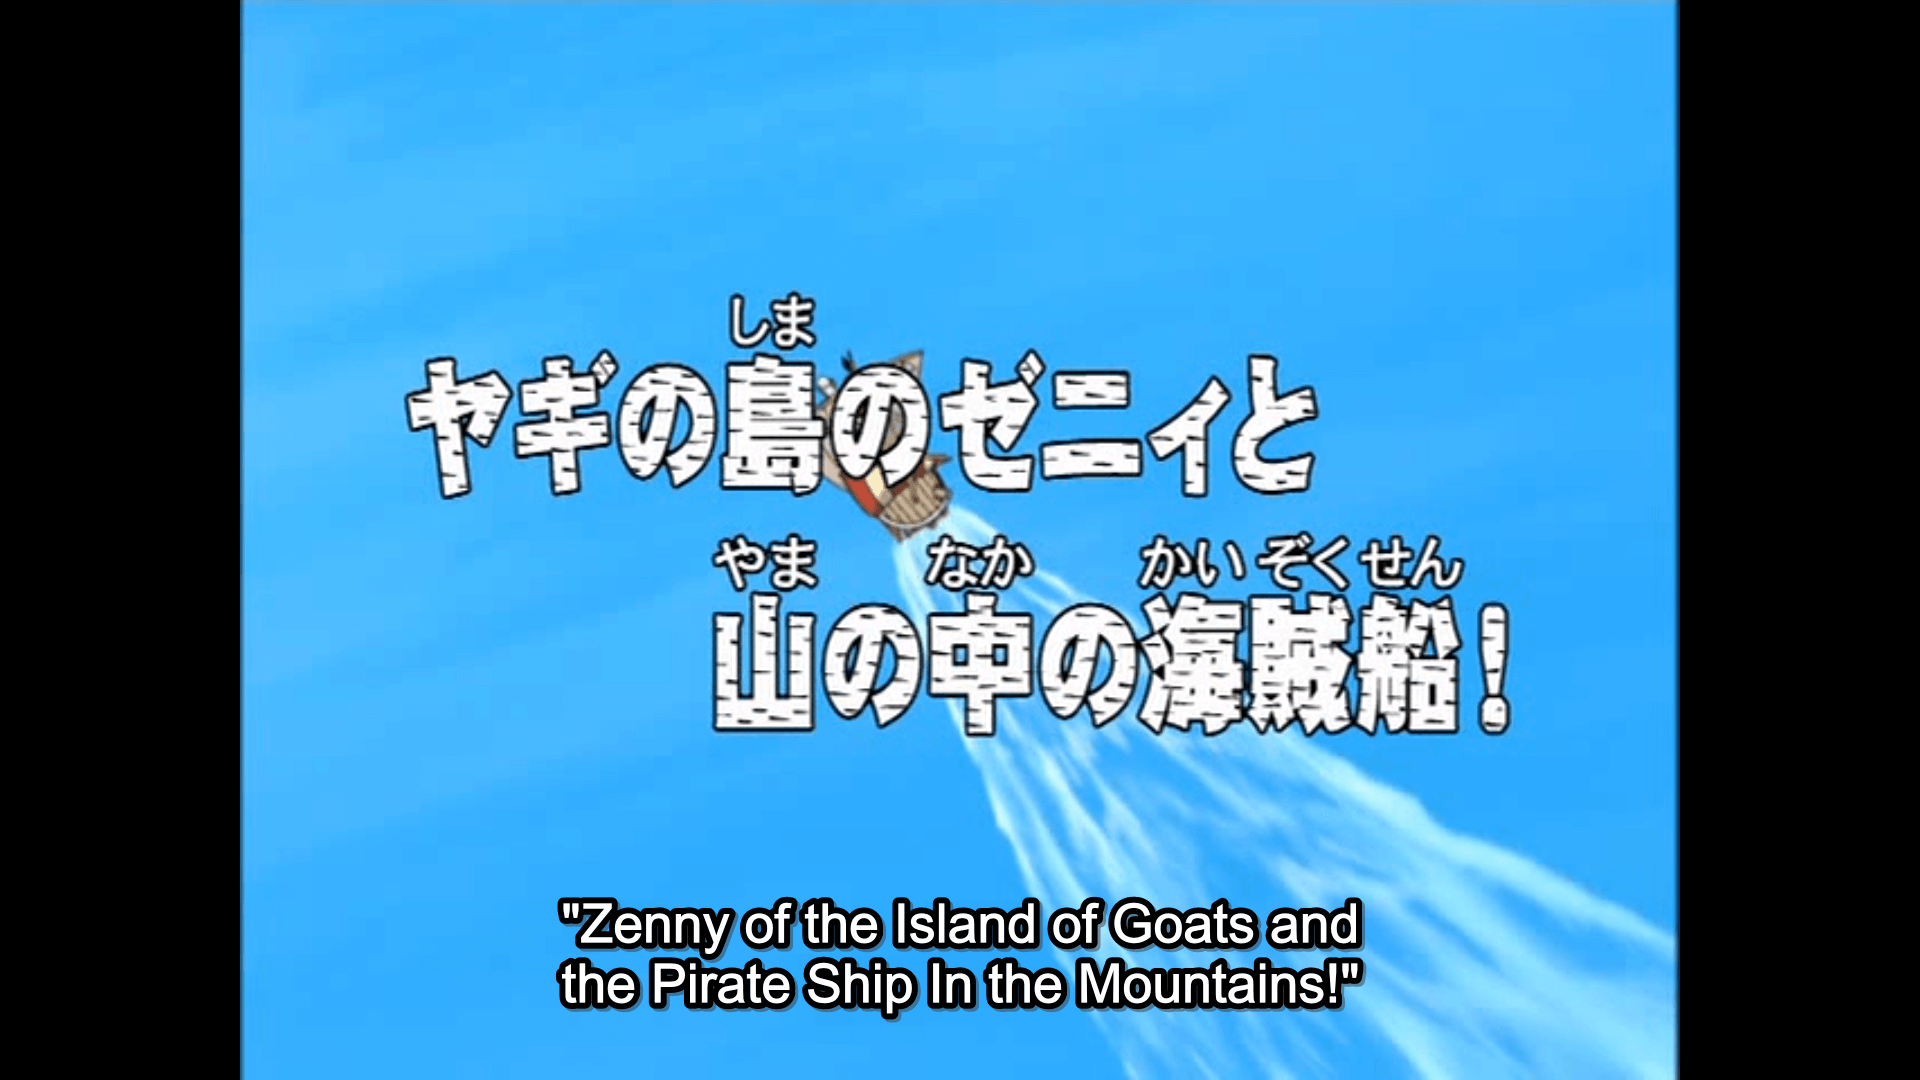 しま
ヤギの島のゼニィと
やま なか かいぞくせん
山の中の海賊船!
"Zenny of the Island of Goats and
the Pirate Ship In the Mountains!"